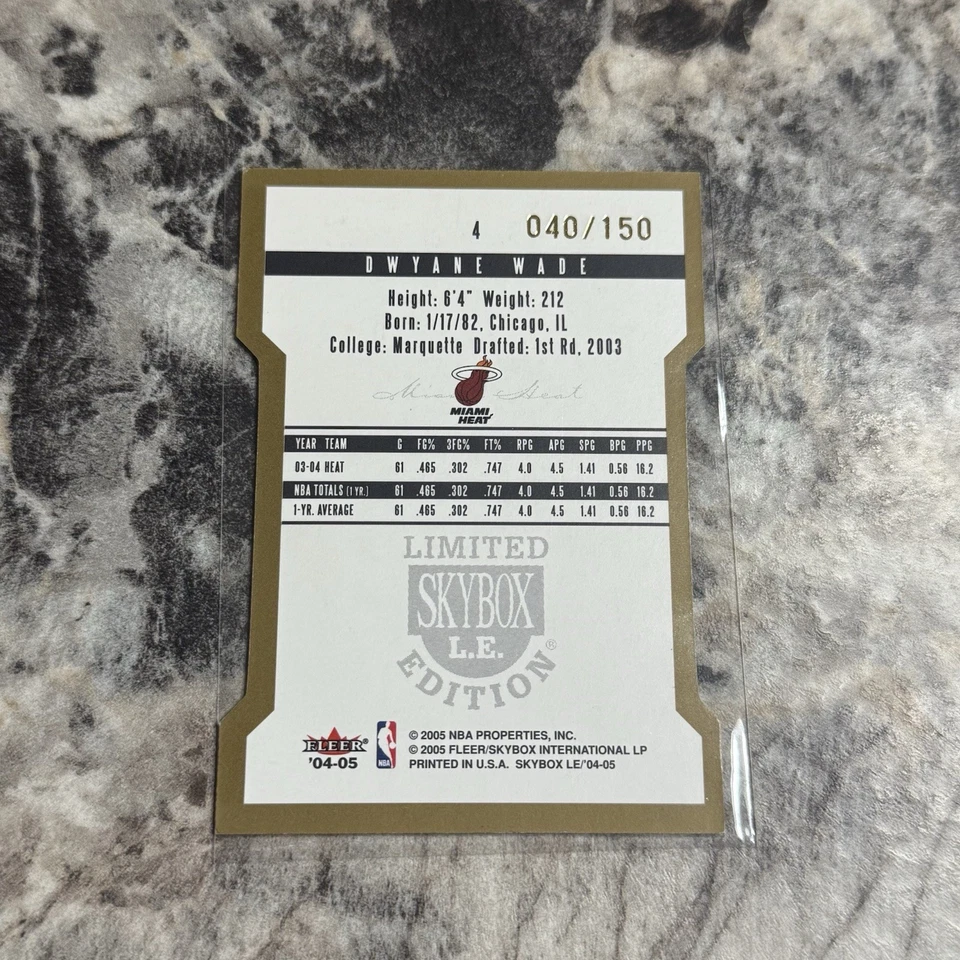 4 040/150
DWYANE WADE
Height: 6'4" Weight: 212
Born: 1/17/82, Chicago, IL
College: Marquette Drafted: 1st Rd, 2003
Miami Heat
MIAMI
HEAT
YEAR TEAM G FG% 3FG% FT% RPG APG SPG BPG PPG
03-04 HEAT 61 .465 .302 .747 4.0 4.5 1.41 0.56 16.2
NBA TOTALS (1 YR.) 61 .465 .302 .747 4.0 4.5 1.41 0.56 16.2
1-YR. AVERAGE 61 .465 .302 .747 4.0 4.5 1.41 0.56 16.2
LIMITED
SKYBOX
L.E.
EDITION®
FLEER®
'04-05
NBA
© 2005 NBA PROPERTIES, INC.
© 2005 FLEER/SKYBOX INTERNATIONAL LP
PRINTED IN U.S.A. SKYBOX LE/'04-05